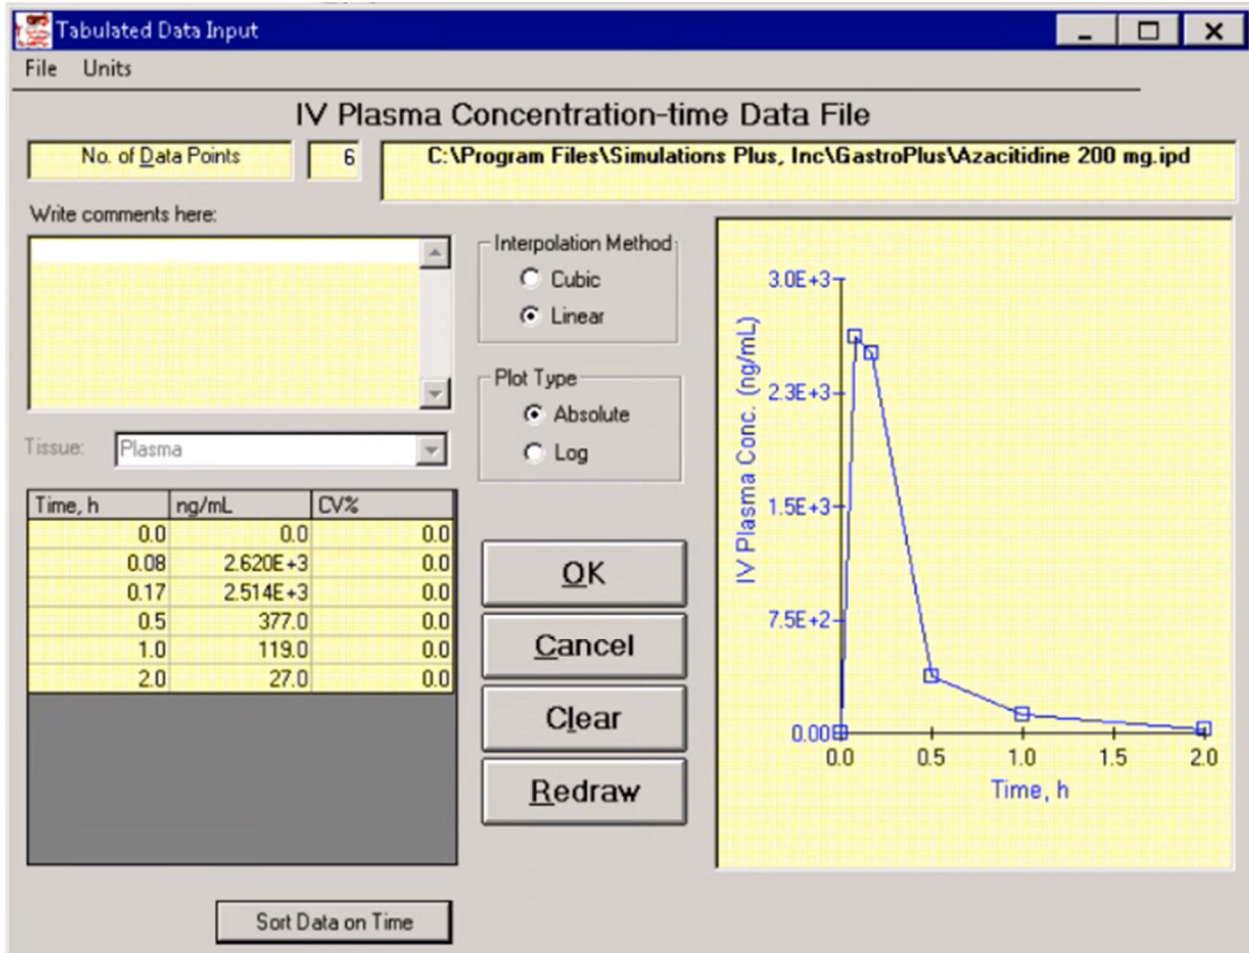 Tabulated Data Input
File Units
IV Plasma Concentration-time Data File
No. of Data Points 6 C:\Program Files\Simulations Plus, Inc\GastroPlus\Azacitidine 200 mg.ipd
Write comments here:
Interpolation Method
Cubic
Linear
Plot Type
Absolute
Log
Tissue: Plasma
Time, h ng/mL CV%
0.0 0.0 0.0
0.08 2.620E+3 0.0
0.17 2.514E+3 0.0
0.5 377.0 0.0
1.0 119.0 0.0
2.0 27.0 0.0
OK
Cancel
Clear
Redraw
Sort Data on Time
IV Plasma Conc. (ng/mL)
3.0E+3
2.3E+3
1.5E+3
7.5E+2
0.00
0.0 0.5 1.0 1.5 2.0
Time, h